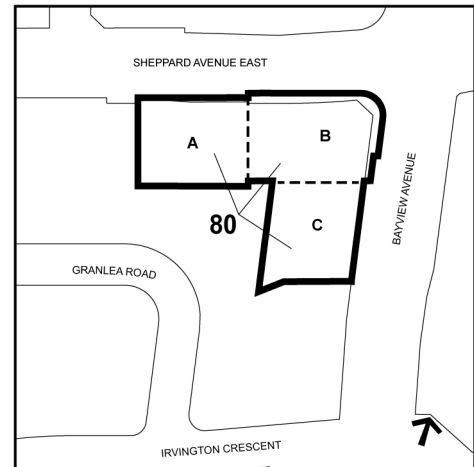 SHEPPARD AVENUE EAST
A
B
BAYVIEW AVENUE
80
C
GRANLEA ROAD
IRVINGTON CRESCENT